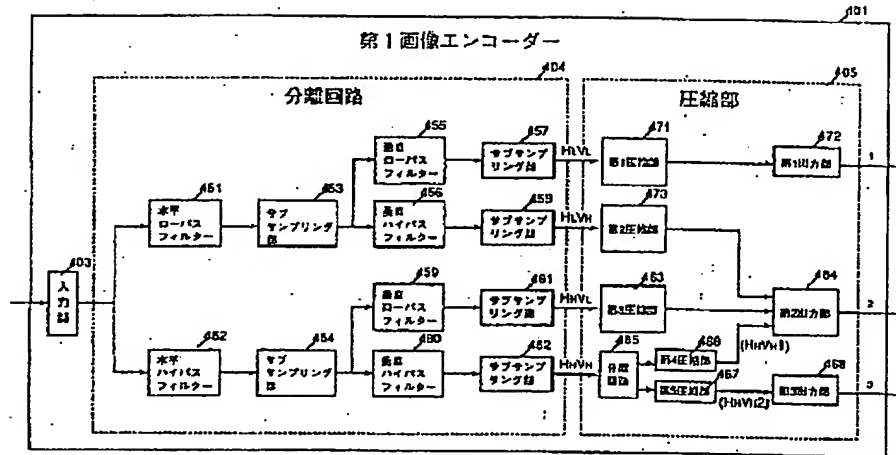 401
第1画像エンコーダー
404
分離回路
405
圧縮部
455
垂直
ローパス
フィルター
457
サブサンプ
リング部
HLVL
471
第1圧縮部
472
第1出力部
1
451
水平
ローパス
フィルター
453
サブ
サンプリング
部
456
垂直
ハイパス
フィルター
サブサンプ
リング部
HLVH
473
第2圧縮部
403
入
力
部
459
垂直
ローパス
フィルター
461
サブサンプ
リング部
HHVL
463
第3圧縮部
464
第2出力部
2
452
水平
ハイパス
フィルター
454
サブ
サンプリング
部
460
垂直
ハイパス
フィルター
462
サブサンプ
リング部
HHVH
465
分離
回路
466
第4圧縮部
(HHVH1)
467
第5圧縮部
(HHVH2)
468
第3出力部
3